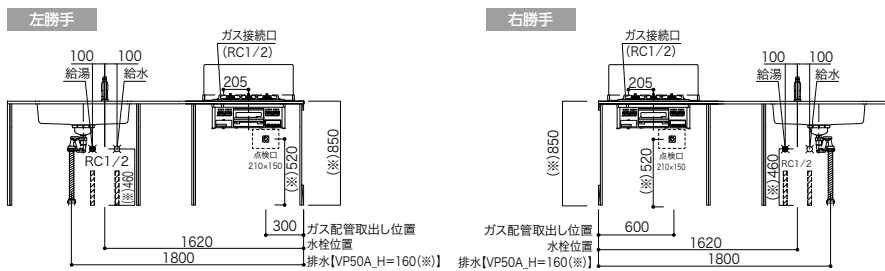 左勝手
ガス接続口
(RC1/2)
100
100
給湯
給水
205
RC1/2
(※)460
点検口
210×150
(※)520
(※)850
300
ガス配管取出し位置
1620
水栓位置
1800
排水【VP50A_H=160(※)】
右勝手
ガス接続口
(RC1/2)
205
100
100
給湯
給水
(※)850
(※)520
点検口
210×150
(※)460
RC1/2
ガス配管取出し位置
600
水栓位置
1620
排水【VP50A_H=160(※)】
1800